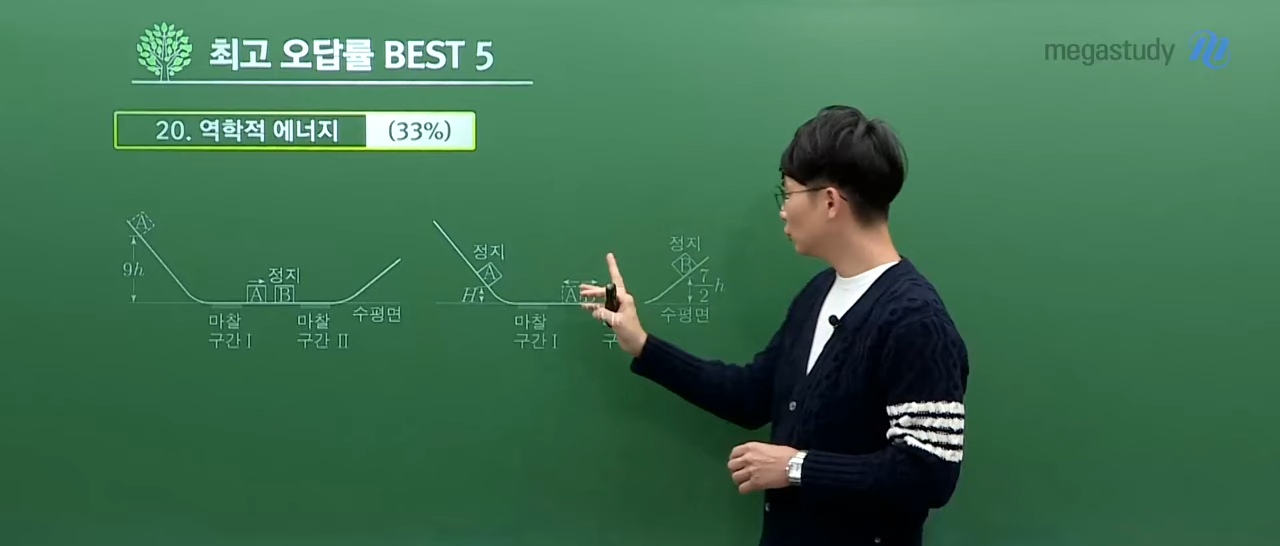 최고 오답률 BEST 5
megastudy
20. 역학적 에너지 (33%)
A
9h
정지
A B
마찰
구간 I
마찰
구간 II
수평면
정지
A
H
A
마찰
구간 I
구
정지
B
7/2 h
수평면